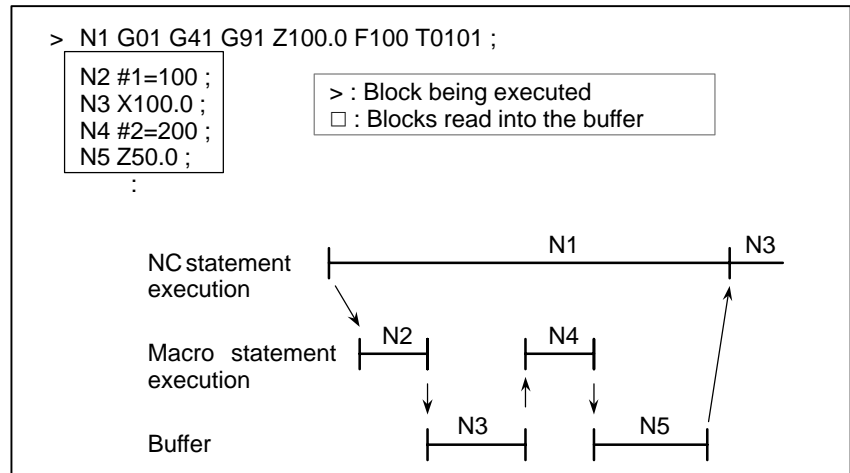 > N1 G01 G41 G91 Z100.0 F100 T0101 ;
N2 #1=100 ;
N3 X100.0 ;
N4 #2=200 ;
N5 Z50.0 ;
:
> : Block being executed
□ : Blocks read into the buffer
N1
N3
NC statement
execution
N2
N4
Macro statement
execution
N3
N5
Buffer